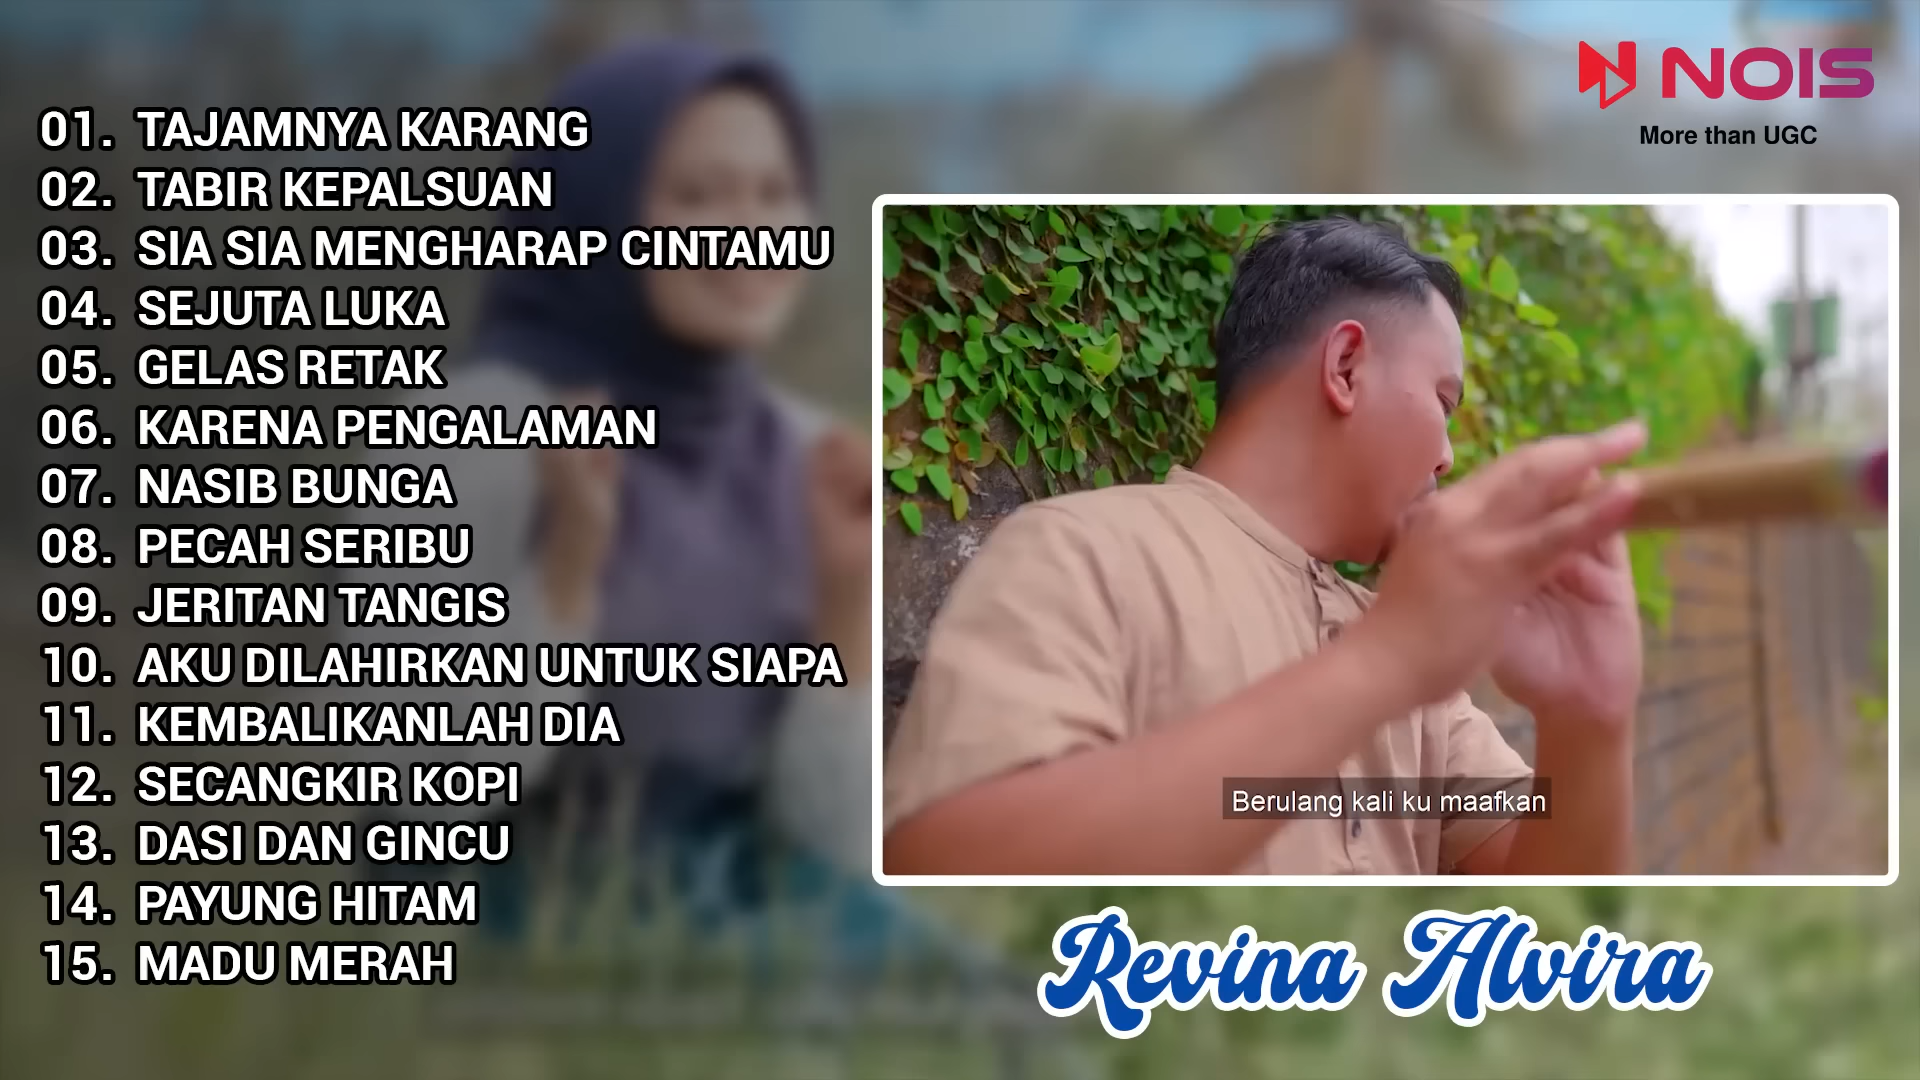 01. TAJAMNYA KARANG
02. TABIR KEPALSUAN
03. SIA SIA MENGHARAP CINTAMU
04. SEJUTA LUKA
05. GELAS RETAK
06. KARENA PENGALAMAN
07. NASIB BUNGA
08. PECAH SERIBU
09. JERITAN TANGIS
10. AKU DILAHIRKAN UNTUK SIAPA
11. KEMBALIKANLAH DIA
12. SECANGKIR KOPI
13. DASI DAN GINCU
14. PAYUNG HITAM
15. MADU MERAH
NOIS
More than UGC
Berulang kali ku maafkan
Revina Alvira